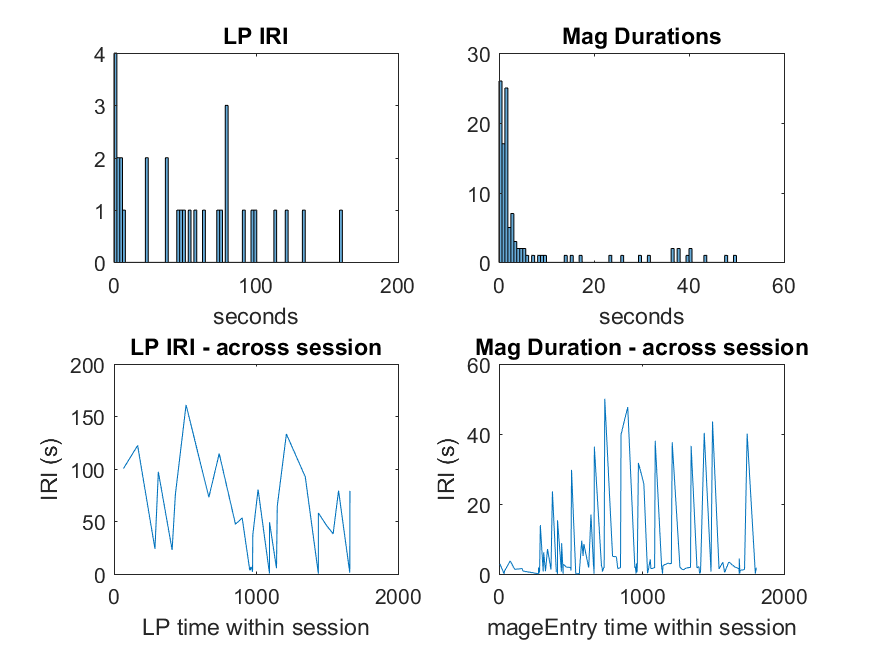 LP IRI
4
3
2
1
0
0 100 200
seconds
Mag Durations
30
20
10
0
0 20 40 60
seconds
LP IRI - across session
200
150
100
50
0
IRI (s)
0 1000 2000
LP time within session
Mag Duration - across session
60
40
20
0
IRI (s)
0 1000 2000
mageEntry time within session